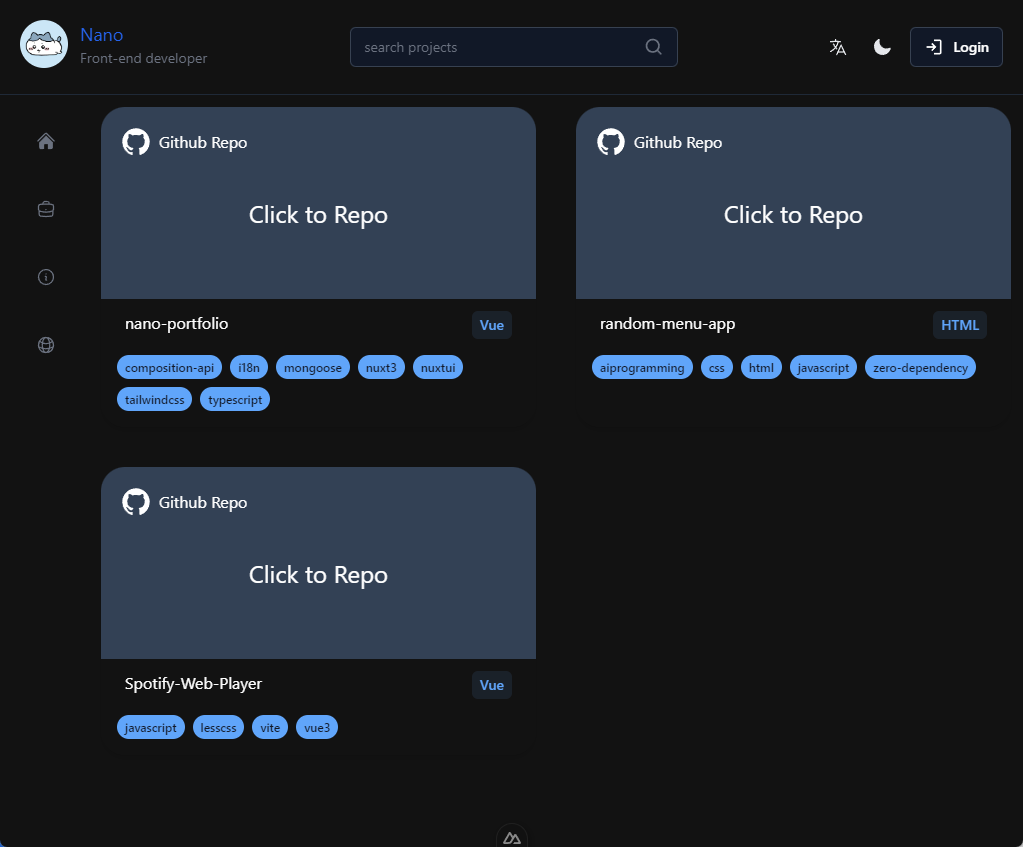 Nano
Front-end developer
search projects
Login
Github Repo
Click to Repo
nano-portfolio
Vue
composition-api i18n mongoose nuxt3 nuxtui
tailwindcss typescript
Github Repo
Click to Repo
random-menu-app
HTML
aiprogramming css html javascript zero-dependency
Github Repo
Click to Repo
Spotify-Web-Player
Vue
javascript lesscss vite vue3